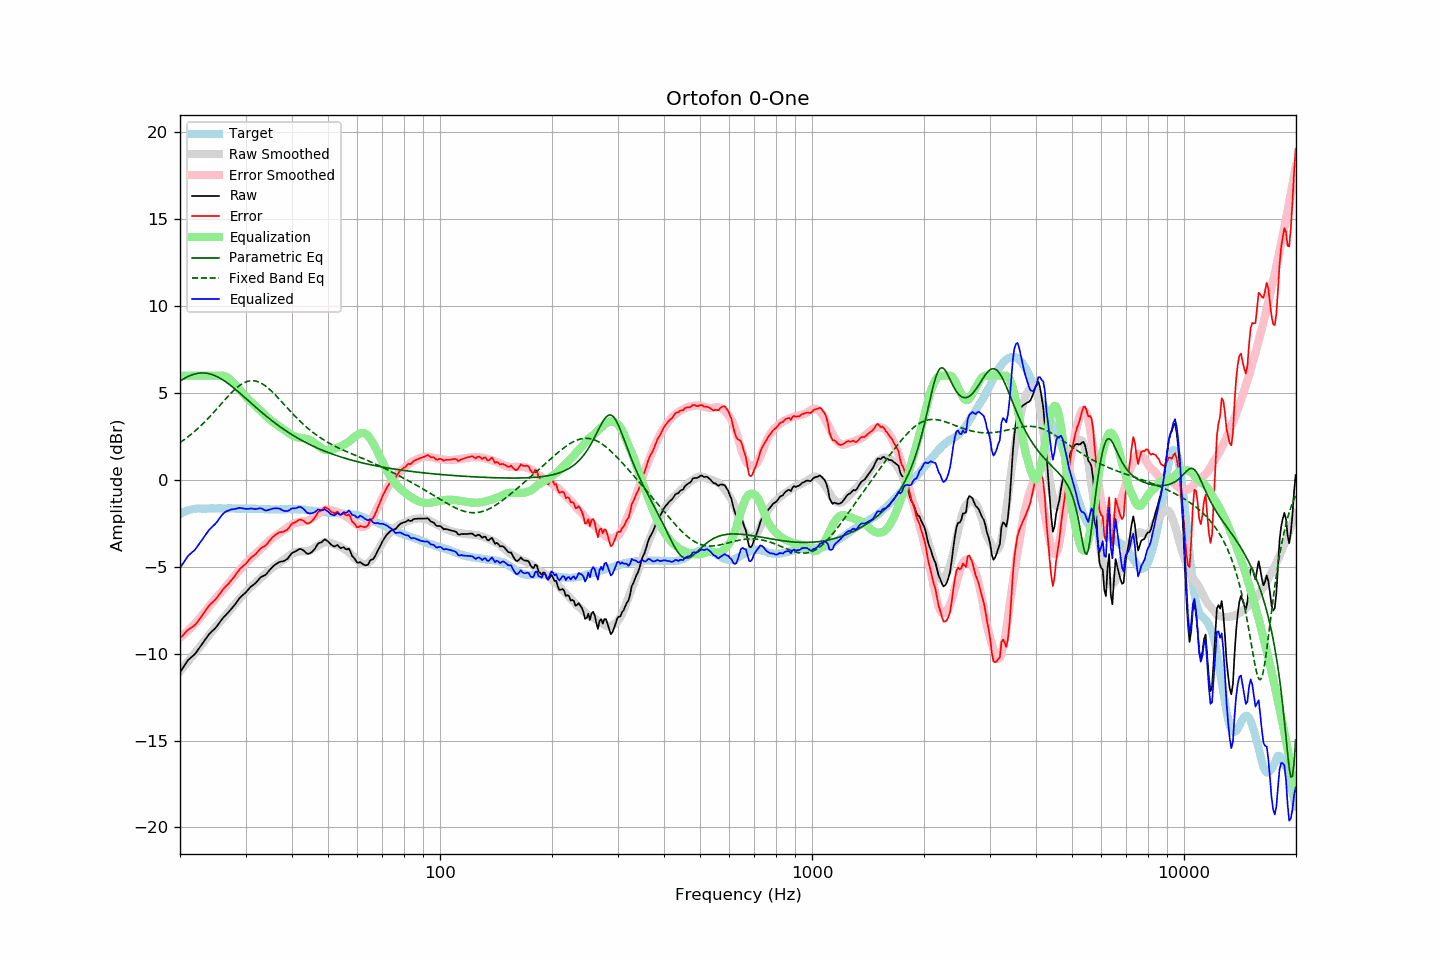 Ortofon 0-One
Target
Raw Smoothed
Error Smoothed
Raw
Error
Equalization
Parametric Eq
Fixed Band Eq
Equalized
20
15
10
5
0
−5
−10
−15
−20
Amplitude (dBr)
100
1000
10000
Frequency (Hz)